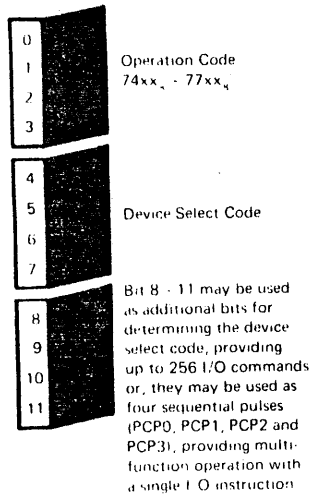 0
1
2
3
Operation Code
74xx₈ - 77xx₈
4
5
6
7
Device Select Code
8
9
10
11
Bit 8 - 11 may be used
as additional bits for
determining the device
select code, providing
up to 256 I/O commands
or, they may be used as
four sequential pulses
(PCP0, PCP1, PCP2 and
PCP3), providing multi-
function operation with
a single I/O instruction